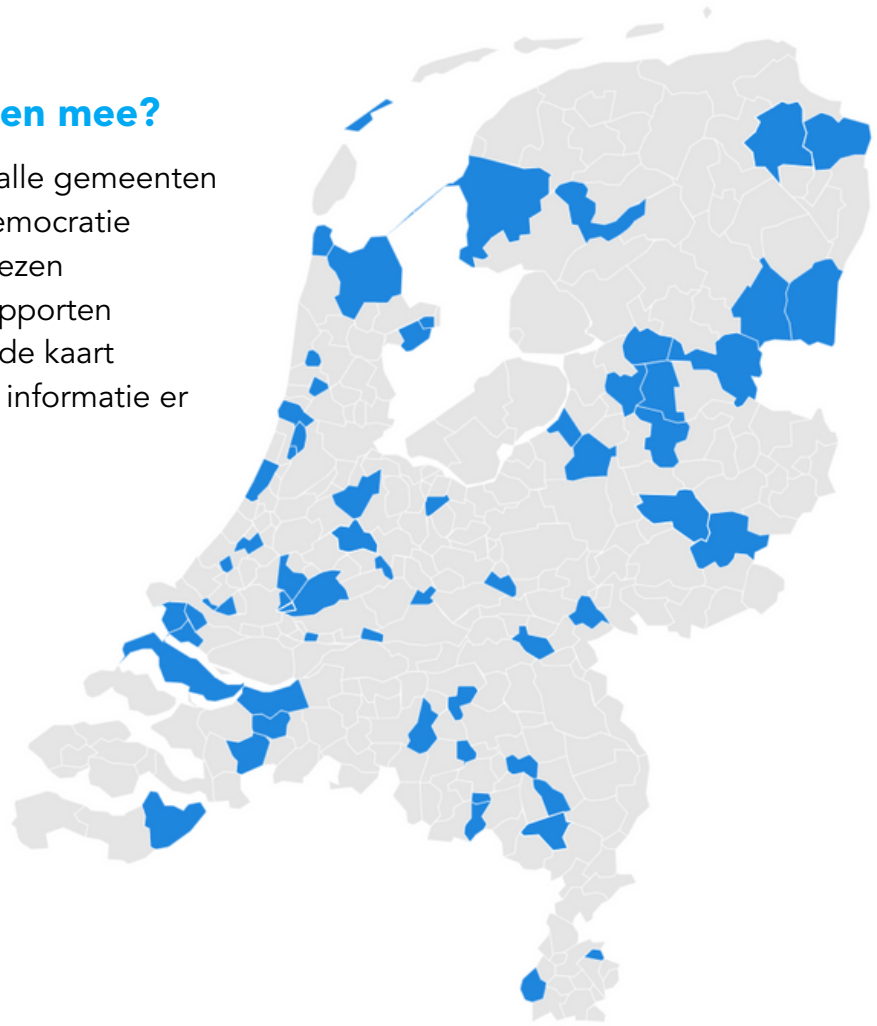 en mee?
alle gemeenten
emocratie
ezen
pporten
de kaart
informatie er